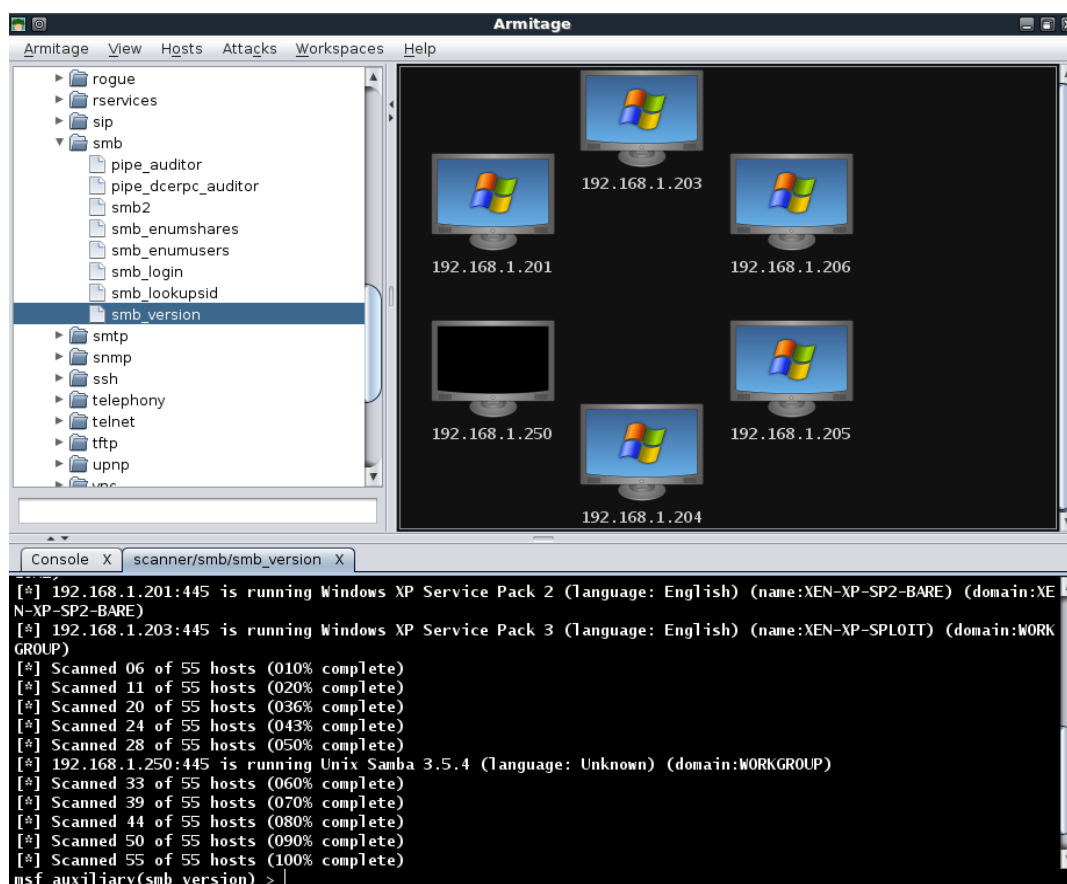 Armitage
Armitage View Hosts Attacks Workspaces Help
rogue
rservices
sip
smb
pipe_auditor
pipe_dcerpc_auditor
smb2
smb_enumshares
smb_enumusers
smb_login
smb_lookupsid
smb_version
smtp
snmp
ssh
telephony
telnet
tftp
upnp
192.168.1.203
192.168.1.201
192.168.1.206
192.168.1.250
192.168.1.205
192.168.1.204
Console X scanner/smb/smb_version X
[*] 192.168.1.201:445 is running Windows XP Service Pack 2 (language: English) (name:XEN-XP-SP2-BARE) (domain:XE
N-XP-SP2-BARE)
[*] 192.168.1.203:445 is running Windows XP Service Pack 3 (language: English) (name:XEN-XP-SPLOIT) (domain:WORK
GROUP)
[*] Scanned 06 of 55 hosts (010% complete)
[*] Scanned 11 of 55 hosts (020% complete)
[*] Scanned 20 of 55 hosts (036% complete)
[*] Scanned 24 of 55 hosts (043% complete)
[*] Scanned 28 of 55 hosts (050% complete)
[*] 192.168.1.250:445 is running Unix Samba 3.5.4 (language: Unknown) (domain:WORKGROUP)
[*] Scanned 33 of 55 hosts (060% complete)
[*] Scanned 39 of 55 hosts (070% complete)
[*] Scanned 44 of 55 hosts (080% complete)
[*] Scanned 50 of 55 hosts (090% complete)
[*] Scanned 55 of 55 hosts (100% complete)
msf auxiliary(smb_version) >